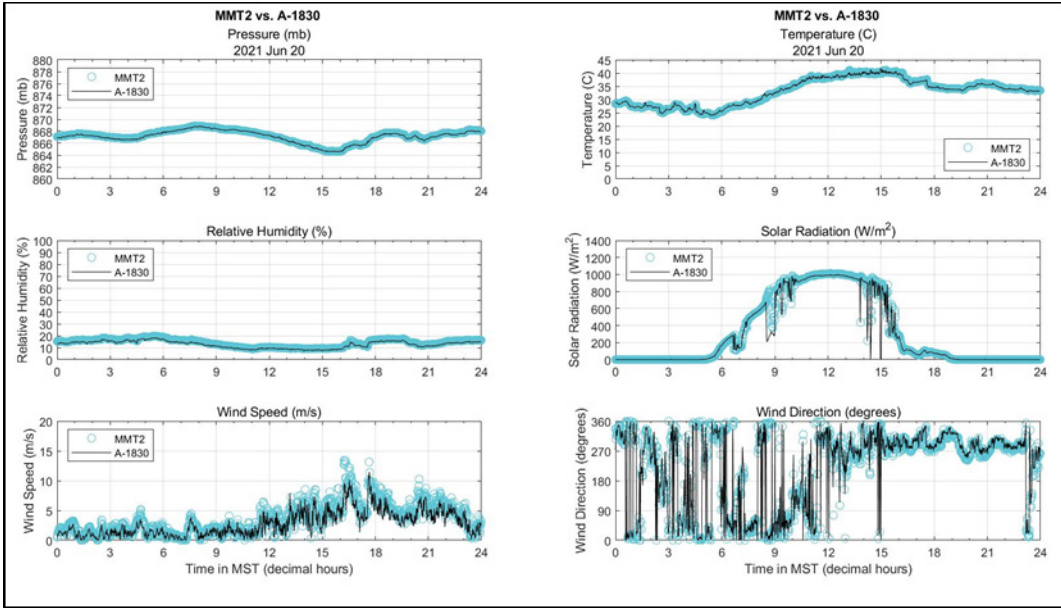 MMT2 vs. A-1830
Pressure (mb)
2021 Jun 20
880
878
876
874
872
870
868
866
864
862
860
Pressure (mb)
MMT2
A-1830
0 3 6 9 12 15 18 21 24
Relative Humidity (%)
100
90
80
70
60
50
40
30
20
10
0
Relative Humidity (%)
MMT2
A-1830
0 3 6 9 12 15 18 21 24
Wind Speed (m/s)
20
15
10
5
0
Wind Speed (m/s)
MMT2
A-1830
0 3 6 9 12 15 18 21 24
Time in MST (decimal hours)
MMT2 vs. A-1830
Temperature (C)
2021 Jun 20
45
40
35
30
25
20
15
10
5
0
Temperature (C)
MMT2
A-1830
0 3 6 9 12 15 18 21 24
Solar Radiation (W/m²)
1400
1200
1000
800
600
400
200
0
Solar Radiation (W/m²)
MMT2
A-1830
0 3 6 9 12 15 18 21 24
Wind Direction (degrees)
360
270
180
90
0
Wind Direction (degrees)
MMT2
A-1830
0 3 6 9 12 15 18 21 24
Time in MST (decimal hours)